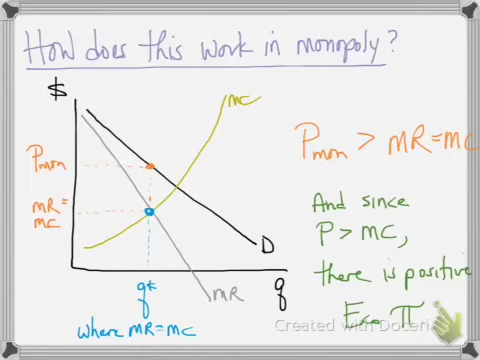 How does this work in monopoly?
$
MC
Pmon
MR =
MC
D
q*
MR
q
where MR = MC
Pmon > MR = MC
And since
P > MC,
there is positive
Eco π
Created with Doceri